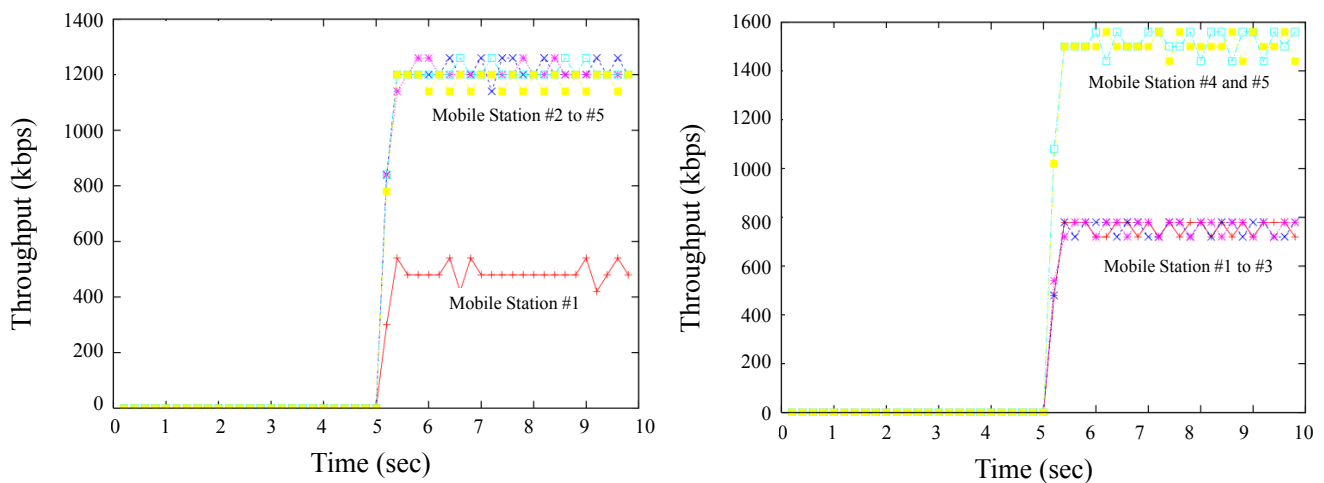 1400
1200
1000
800
600
400
200
0
Throughput (kbps)
Mobile Station #2 to #5
Mobile Station #1
0 1 2 3 4 5 6 7 8 9 10
Time (sec)
1600
1400
1200
1000
800
600
400
200
0
Throughput (kbps)
Mobile Station #4 and #5
Mobile Station #1 to #3
0 1 2 3 4 5 6 7 8 9 10
Time (sec)